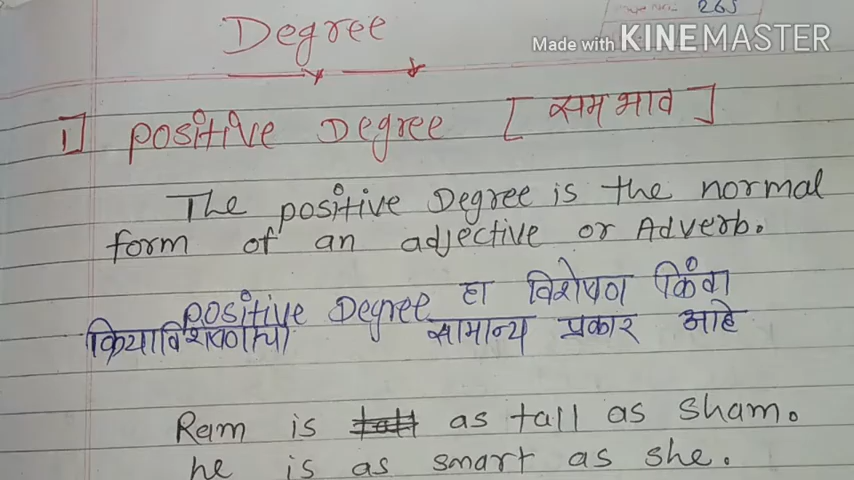 265
Made with KINEMASTER
Degree
1] positive Degree [समभाव]
The positive Degree is the normal
form of an adjective or Adverb.
positive Degree हा विशेषण किंवा
क्रियाविशेषणाचा सामान्य प्रकार आहे
Ram is as tall as sham.
he is as smart as she.